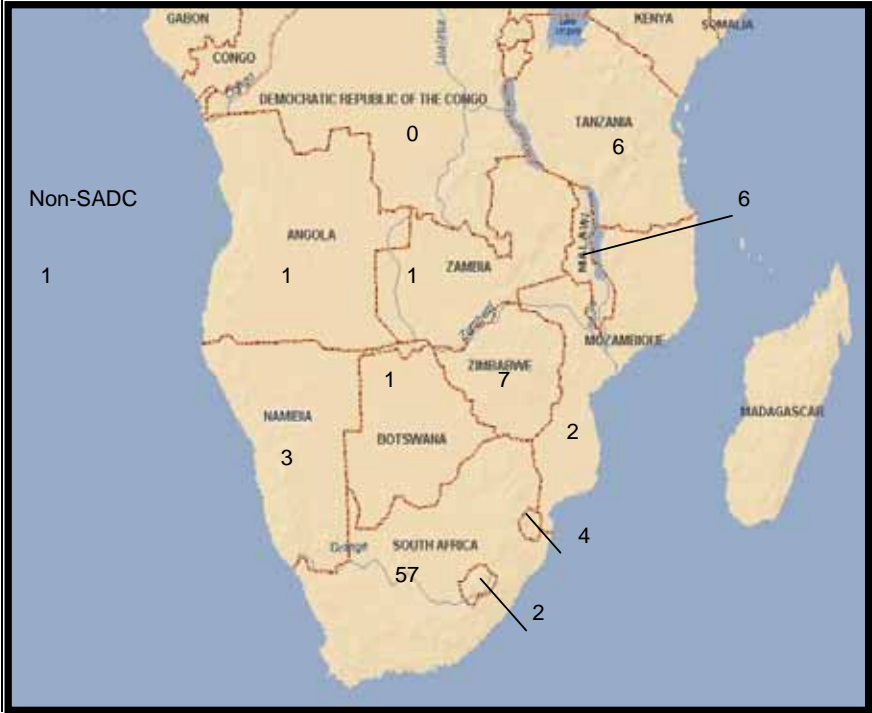 GABON
KENYA
SOMALIA
CONGO
DEMOCRATIC REPUBLIC OF THE CONGO
0
TANZANIA
6
Non-SADC
1
6
MALAWI
ANGOLA
1
ZAMBIA
1
MOZAMBIQUE
ZIMBABWE
7
1
NAMIBIA
3
BOTSWANA
2
MADAGASCAR
4
Orange
SOUTH AFRICA
57
2